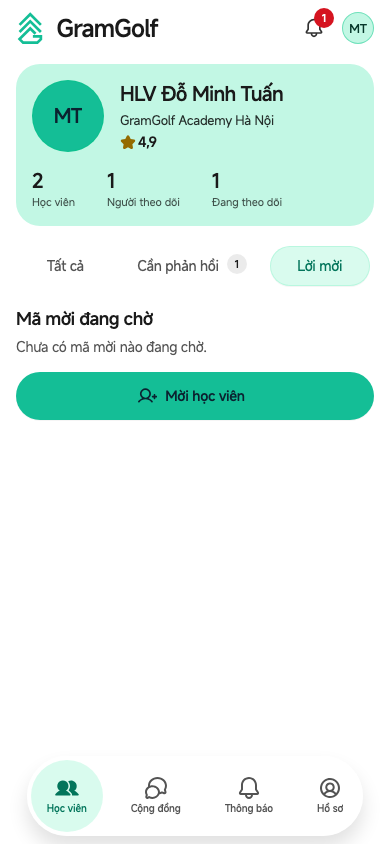 GramGolf
1
MT
MT
HLV Đỗ Minh Tuấn
GramGolf Academy Hà Nội
4,9
2
Học viên
1
Người theo dõi
1
Đang theo dõi
Tất cả
Cần phản hồi
1
Lời mời
Mã mời đang chờ
Chưa có mã mời nào đang chờ.
Mời học viên
Học viên
Cộng đồng
Thông báo
Hồ sơ